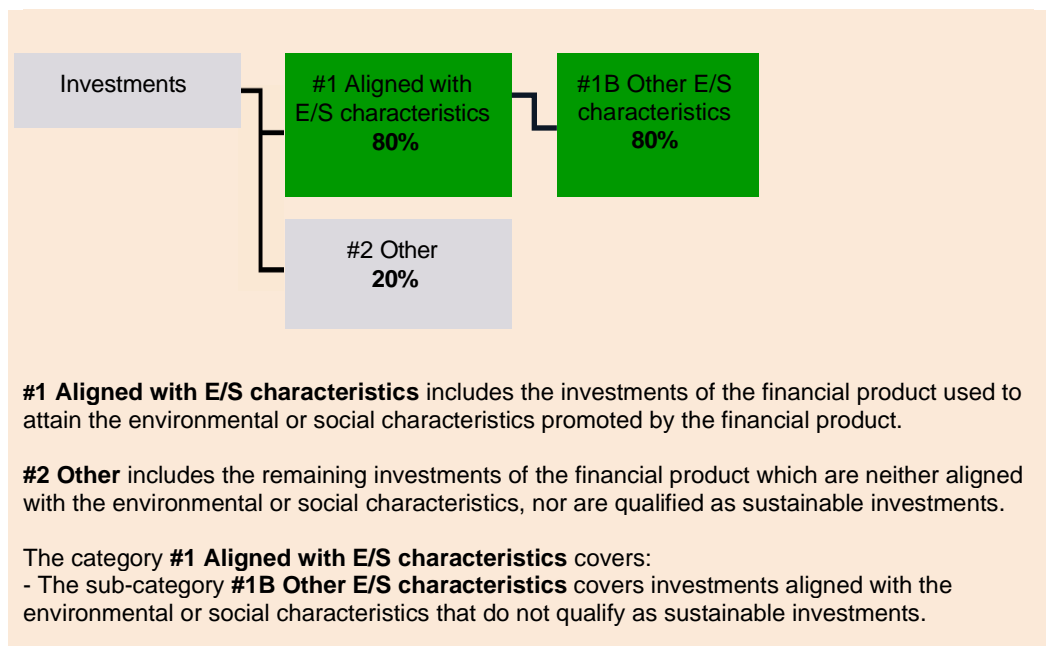 Investments
#1 Aligned with
E/S characteristics
80%
#1B Other E/S
characteristics
80%
#2 Other
20%
#1 Aligned with E/S characteristics includes the investments of the financial product used to
attain the environmental or social characteristics promoted by the financial product.
#2 Other includes the remaining investments of the financial product which are neither aligned
with the environmental or social characteristics, nor are qualified as sustainable investments.
The category #1 Aligned with E/S characteristics covers:
- The sub-category #1B Other E/S characteristics covers investments aligned with the
environmental or social characteristics that do not qualify as sustainable investments.